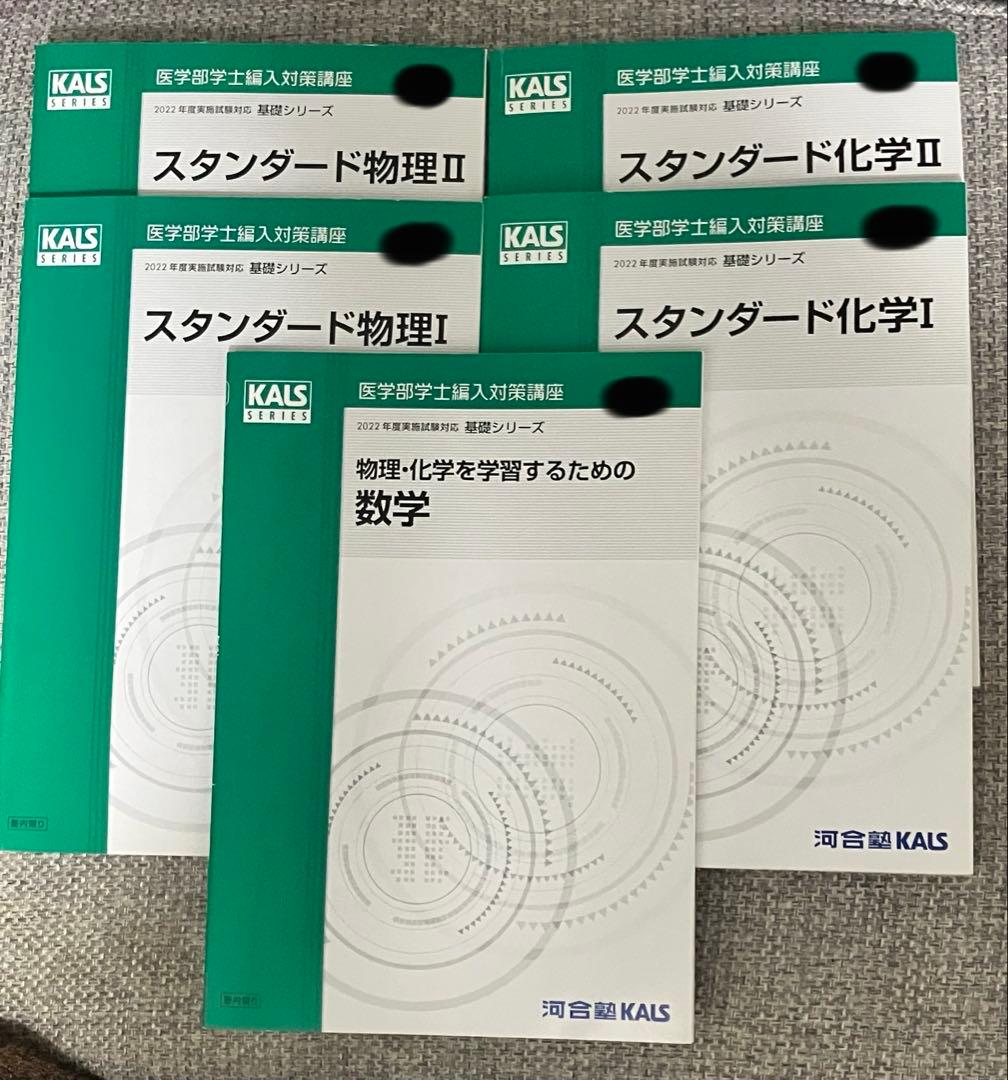 KALS
SERIES
医学部学士編入対策講座
2022年度実施試験対応 基礎シリーズ
スタンダード物理Ⅱ
KALS
SERIES
医学部学士編入対策講座
2022年度実施試験対応 基礎シリーズ
スタンダード化学Ⅱ
KALS
SERIES
医学部学士編入対策講座
2022年度実施試験対応 基礎シリーズ
スタンダード物理Ⅰ
塾内限り
KALS
SERIES
医学部学士編入対策講座
2022年度実施試験対応 基礎シリーズ
スタンダード化学Ⅰ
河合塾KALS
KALS
SERIES
医学部学士編入対策講座
2022年度実施試験対応 基礎シリーズ
物理・化学を学習するための
数学
塾内限り
河合塾KALS